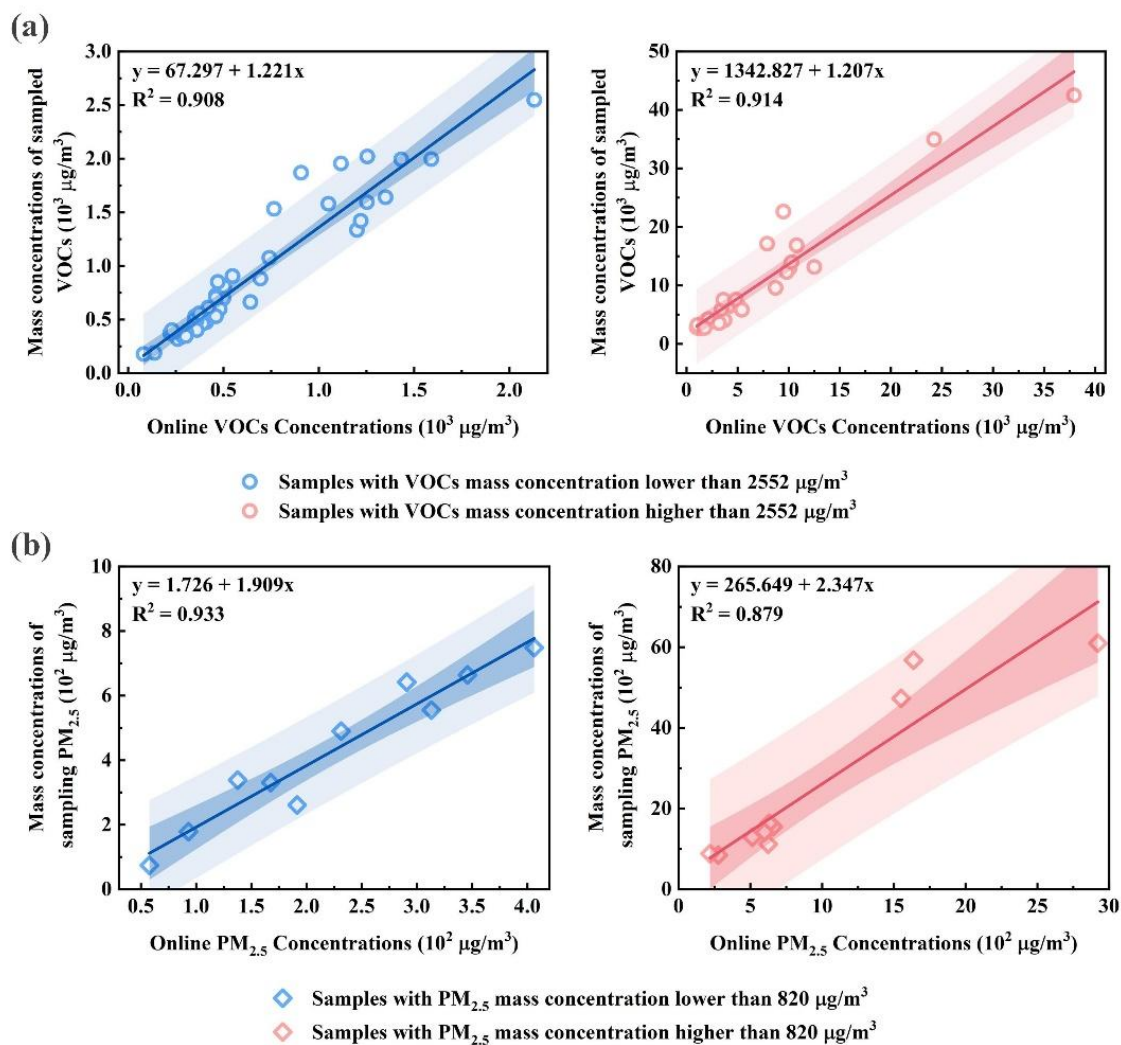 (a)
y = 67.297 + 1.221x
R² = 0.908
Mass concentrations of sampled
VOCs (10³ μg/m³)
3.0
2.5
2.0
1.5
1.0
0.5
0.0
0.0 0.5 1.0 1.5 2.0
Online VOCs Concentrations (10³ μg/m³)
y = 1342.827 + 1.207x
R² = 0.914
Mass concentrations of sampled
VOCs (10³ μg/m³)
50
40
30
20
10
0
0 5 10 15 20 25 30 35 40
Online VOCs Concentrations (10³ μg/m³)
Samples with VOCs mass concentration lower than 2552 μg/m³
Samples with VOCs mass concentration higher than 2552 μg/m³
(b)
y = 1.726 + 1.909x
R² = 0.933
Mass concentrations of
sampling PM₂.₅ (10² μg/m³)
10
8
6
4
2
0
0.5 1.0 1.5 2.0 2.5 3.0 3.5 4.0
Online PM₂.₅ Concentrations (10² μg/m³)
y = 265.649 + 2.347x
R² = 0.879
Mass concentrations of
sampling PM₂.₅ (10² μg/m³)
80
60
40
20
0
0 5 10 15 20 25 30
Online PM₂.₅ Concentrations (10² μg/m³)
Samples with PM₂.₅ mass concentration lower than 820 μg/m³
Samples with PM₂.₅ mass concentration higher than 820 μg/m³